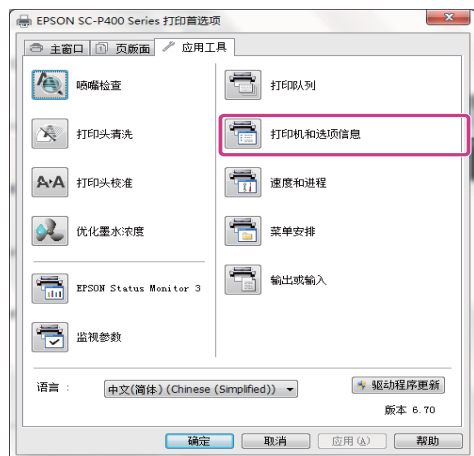 EPSON SC-P400 Series 打印首选项
主窗口 页版面 应用工具
喷嘴检查
打印头清洗
A·A 打印头校准
优化墨水浓度
EPSON Status Monitor 3
监视参数
打印队列
打印机和选项信息
速度和进程
菜单安排
输出或输入
语言 : 中文(简体) (Chinese (Simplified)) 驱动程序更新
版本 6.70
确定 取消 应用(A) 帮助